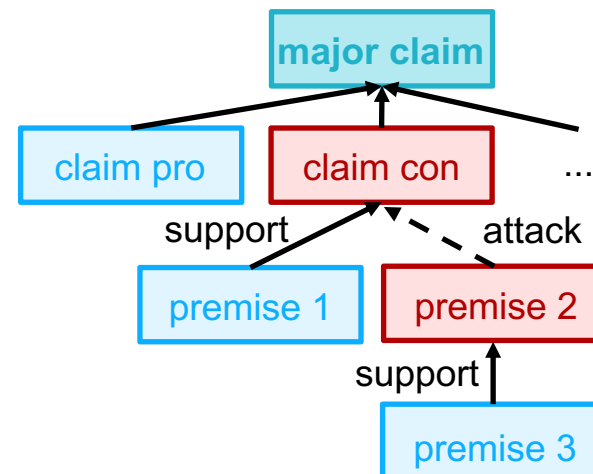 major claim
claim pro
claim con
...
support
attack
premise 1
premise 2
support
premise 3